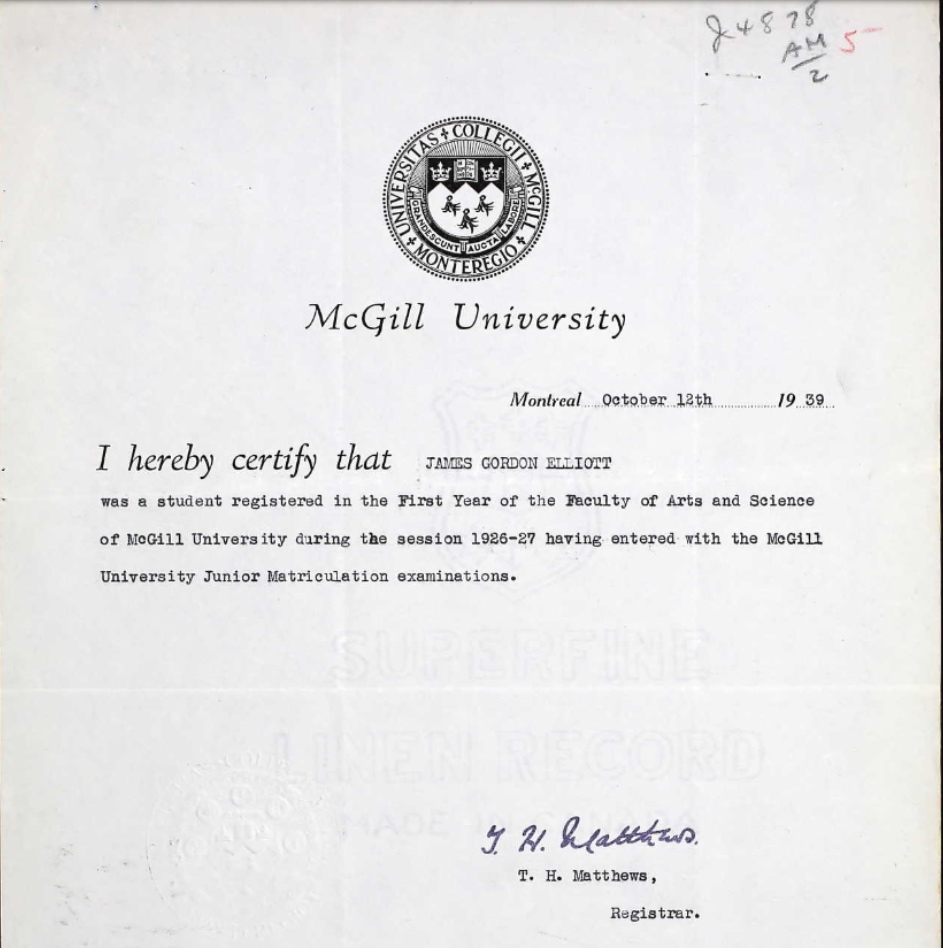 J 4878
AM 5
2
UNIVERSITAS COLLEGII McGILL
MONTEREGIO
GRANDESCUNT AUCTA LABORE
McGill University
Montreal October 12th 19 39
I hereby certify that JAMES GORDON ELLIOTT
was a student registered in the First Year of the Faculty of Arts and Science
of McGill University during the session 1926-27 having entered with the McGill
University Junior Matriculation examinations.
SUPERFINE
LINEN RECORD
MADE IN CANADA
T. H. Matthews.
T. H. Matthews,
Registrar.